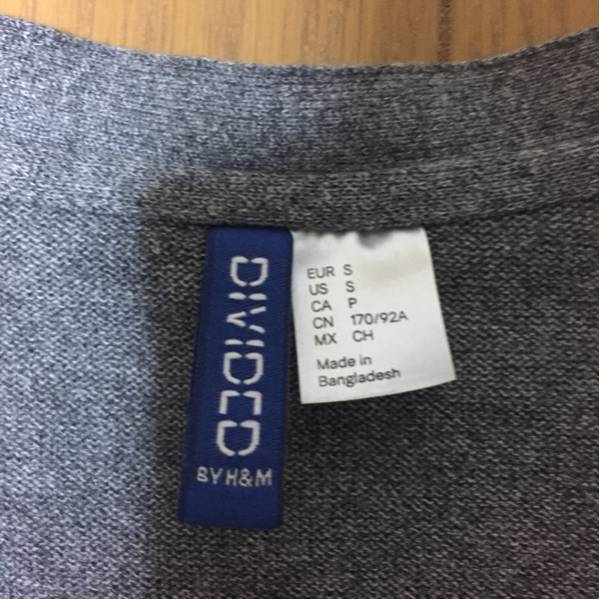 DIVIDED
BY H&M
EUR S
US S
CA P
CN 170/92A
MX CH
Made in
Bangladesh